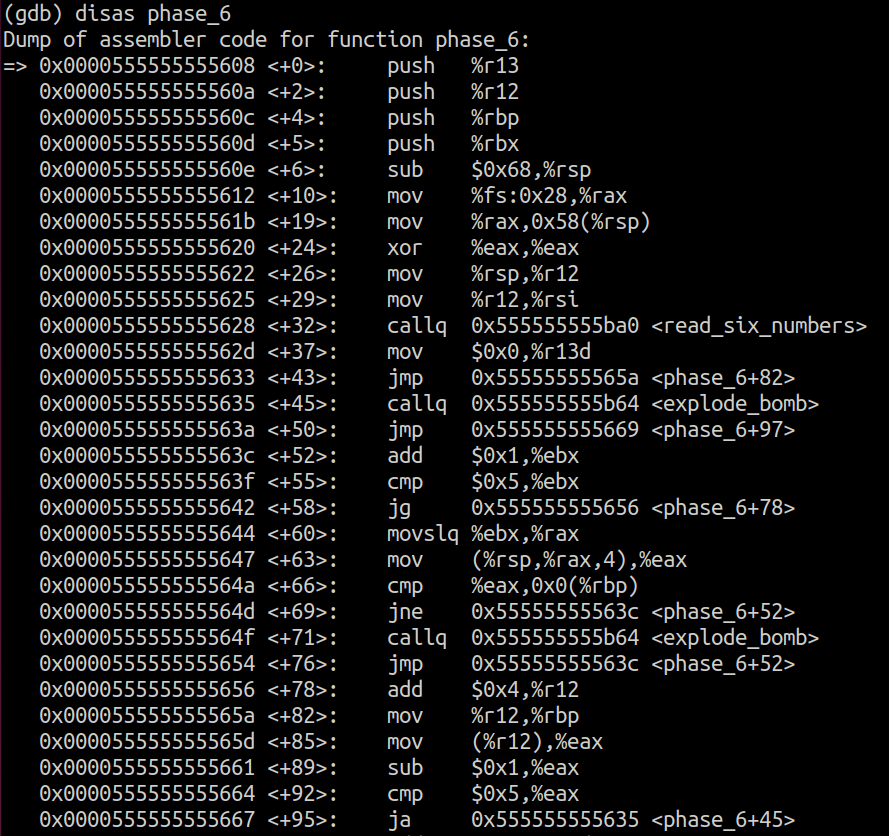 (gdb) disas phase_6
Dump of assembler code for function phase_6:
=> 0x0000555555555608 <+0>: push %r13
0x000055555555560a <+2>: push %r12
0x000055555555560c <+4>: push %rbp
0x000055555555560d <+5>: push %rbx
0x000055555555560e <+6>: sub $0x68,%rsp
0x0000555555555612 <+10>: mov %fs:0x28,%rax
0x000055555555561b <+19>: mov %rax,0x58(%rsp)
0x0000555555555620 <+24>: xor %eax,%eax
0x0000555555555622 <+26>: mov %rsp,%r12
0x0000555555555625 <+29>: mov %r12,%rsi
0x0000555555555628 <+32>: callq 0x555555555ba0 <read_six_numbers>
0x000055555555562d <+37>: mov $0x0,%r13d
0x0000555555555633 <+43>: jmp 0x55555555565a <phase_6+82>
0x0000555555555635 <+45>: callq 0x555555555b64 <explode_bomb>
0x000055555555563a <+50>: jmp 0x555555555669 <phase_6+97>
0x000055555555563c <+52>: add $0x1,%ebx
0x000055555555563f <+55>: cmp $0x5,%ebx
0x0000555555555642 <+58>: jg 0x555555555656 <phase_6+78>
0x0000555555555644 <+60>: movslq %ebx,%rax
0x0000555555555647 <+63>: mov (%rsp,%rax,4),%eax
0x000055555555564a <+66>: cmp %eax,0x0(%rbp)
0x000055555555564d <+69>: jne 0x55555555563c <phase_6+52>
0x000055555555564f <+71>: callq 0x555555555b64 <explode_bomb>
0x0000555555555654 <+76>: jmp 0x55555555563c <phase_6+52>
0x0000555555555656 <+78>: add $0x4,%r12
0x000055555555565a <+82>: mov %r12,%rbp
0x000055555555565d <+85>: mov (%r12),%eax
0x0000555555555661 <+89>: sub $0x1,%eax
0x0000555555555664 <+92>: cmp $0x5,%eax
0x0000555555555667 <+95>: ja 0x555555555635 <phase_6+45>